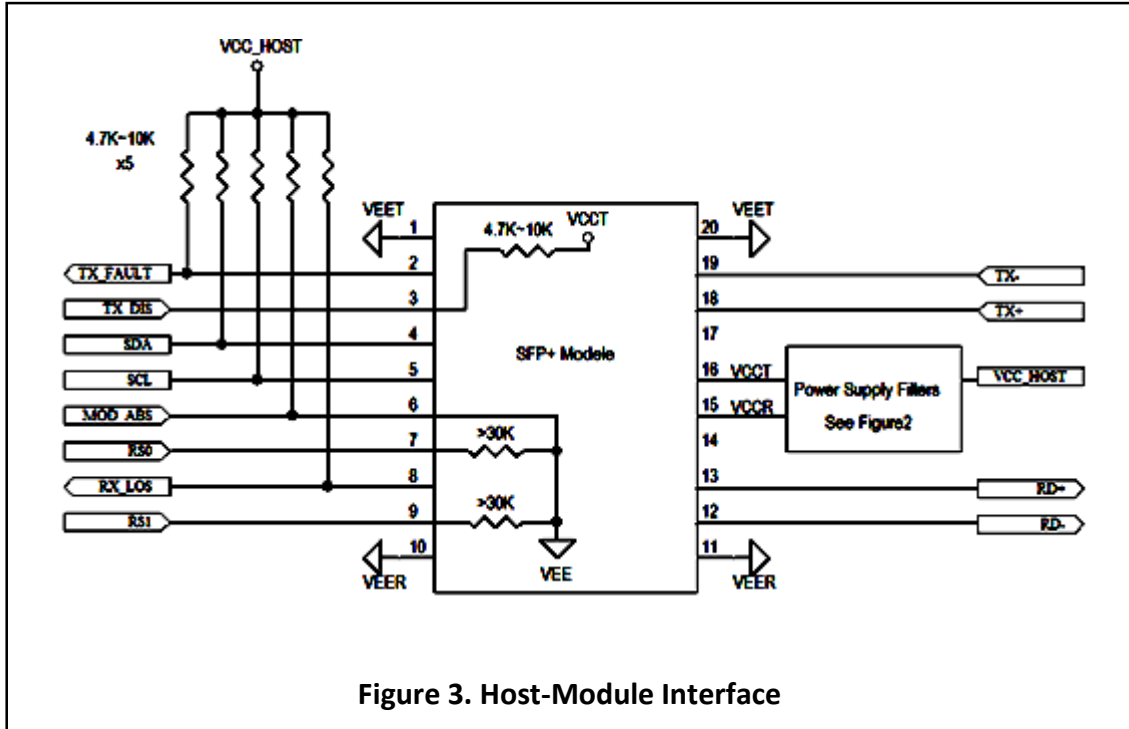 VCC_HOST
4.7K~10K
x5
VEET
1
TX_FAULT
2
TX_DIS
3
SDA
4
SCL
5
MOD_ABS
6
RS0
7
RX_LOS
8
RS1
9
VEER
10
4.7K~10K
VCCT
SFP+ Modele
>30K
>30K
VEE
20
VEET
19
TX-
18
TX+
17
16
VCCT
15
VCCR
Power Supply Filters
See Figure2
VCC_HOST
14
13
RD+
12
RD-
11
VEER
Figure 3. Host-Module Interface